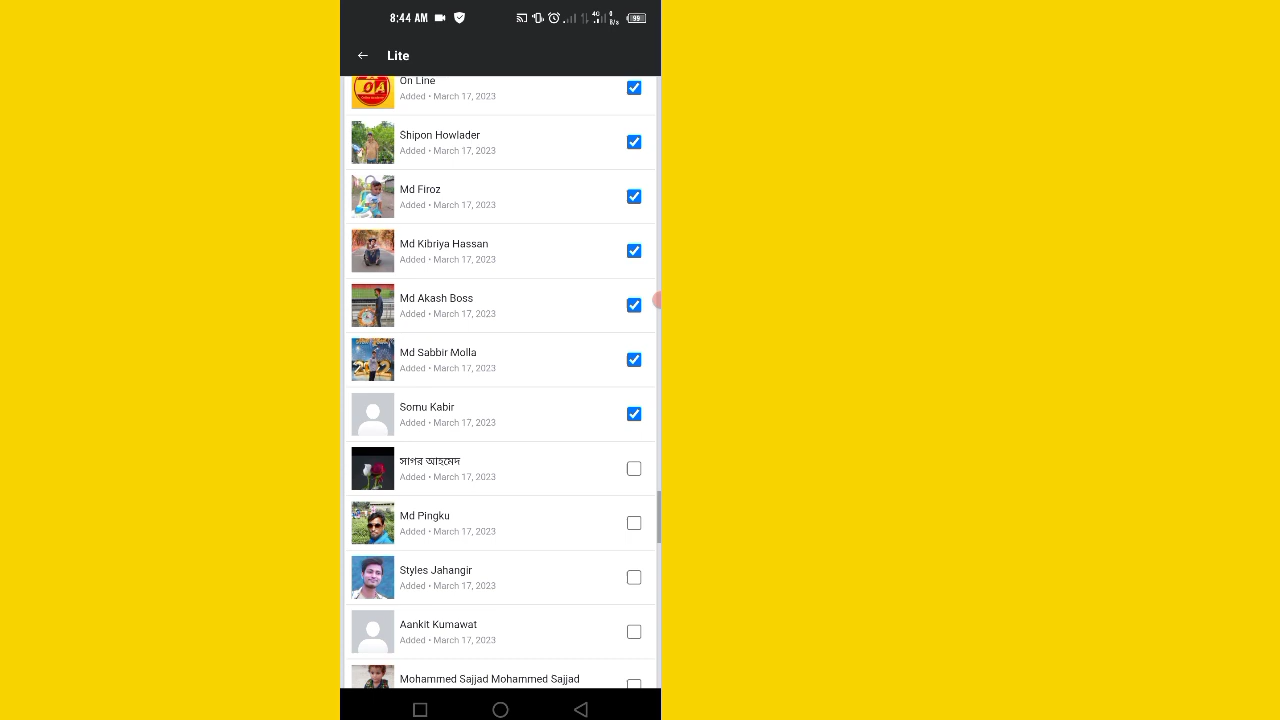 8:44 AM 4G 0 B/s 99
Lite
On Line
Added • March 17, 2023
Shipon Howlader
Added • March 17, 2023
Md Firoz
Added • March 17, 2023
Md Kibriya Hassan
Added • March 17, 2023
Md Akash Boss
Added • March 17, 2023
Md Sabbir Molla
Added • March 17, 2023
Somu Kabir
Added • March 17, 2023
সাগর আহমেদ
Added • March 17, 2023
Md Pingku
Added • March 17, 2023
Styles Jahangir
Added • March 17, 2023
Aankit Kumawat
Added • March 17, 2023
Mohammed Sajjad Mohammed Sajjad